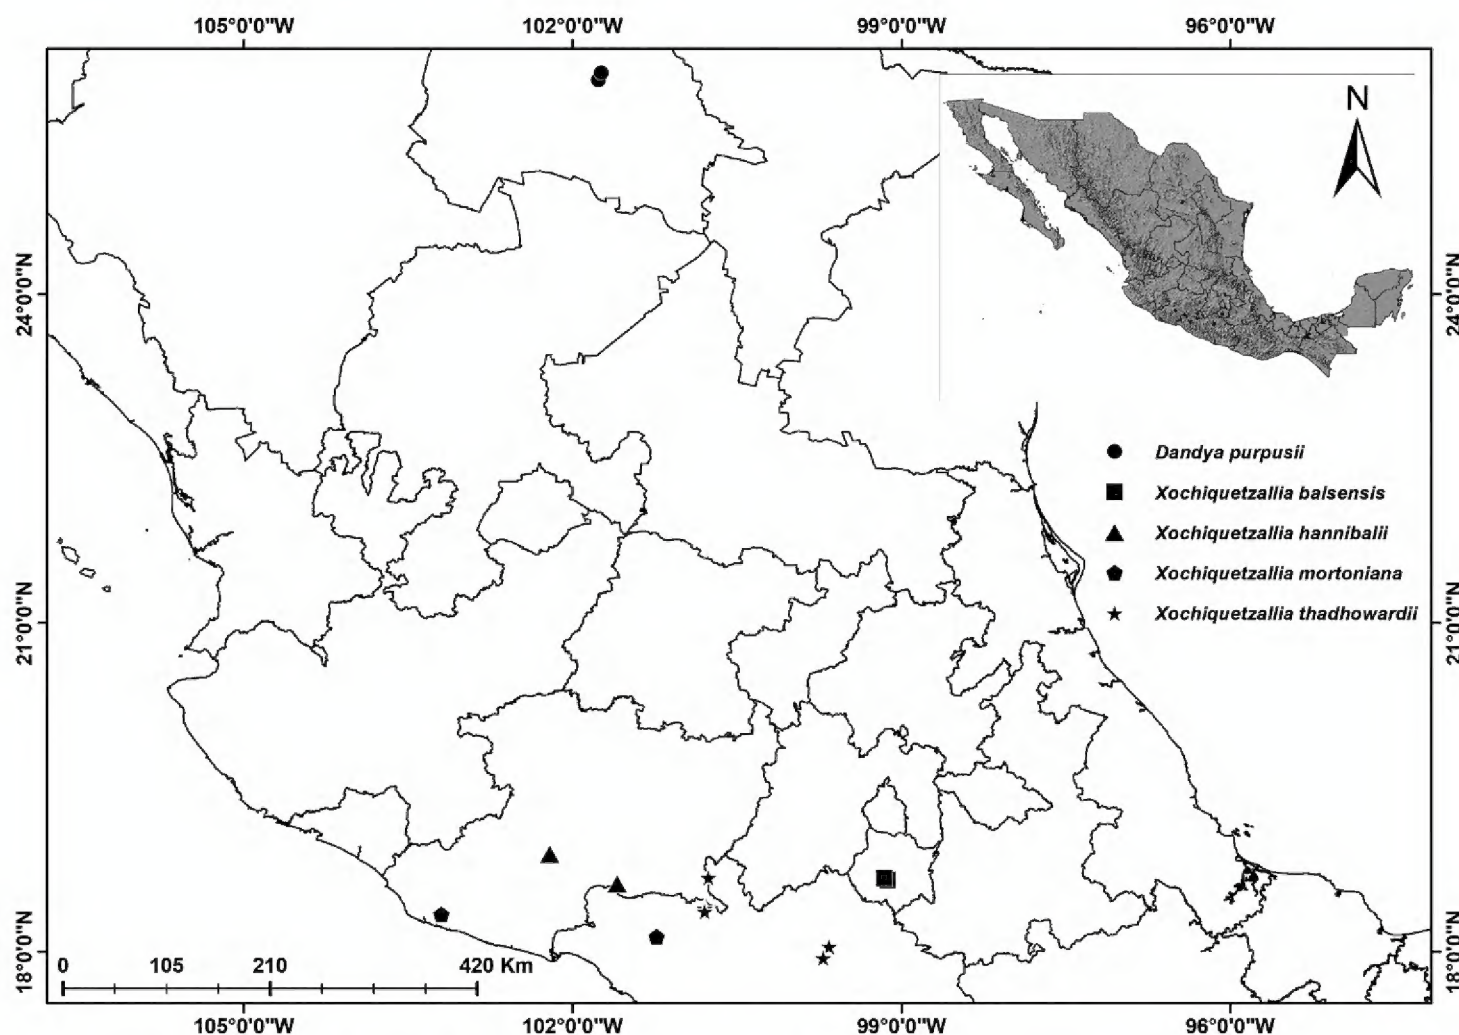 105°0'0"W 102°0'0"W 99°0'0"W 96°0'0"W
N
24°0'0"N 24°0'0"N
Dandya purpusii
Xochiquetzallia balsensis
Xochiquetzallia hannibalii
Xochiquetzallia mortoniana
Xochiquetzallia thadhowardii
21°0'0"N 21°0'0"N
18°0'0"N 18°0'0"N
0 105 210 420 Km
105°0'0"W 102°0'0"W 99°0'0"W 96°0'0"W